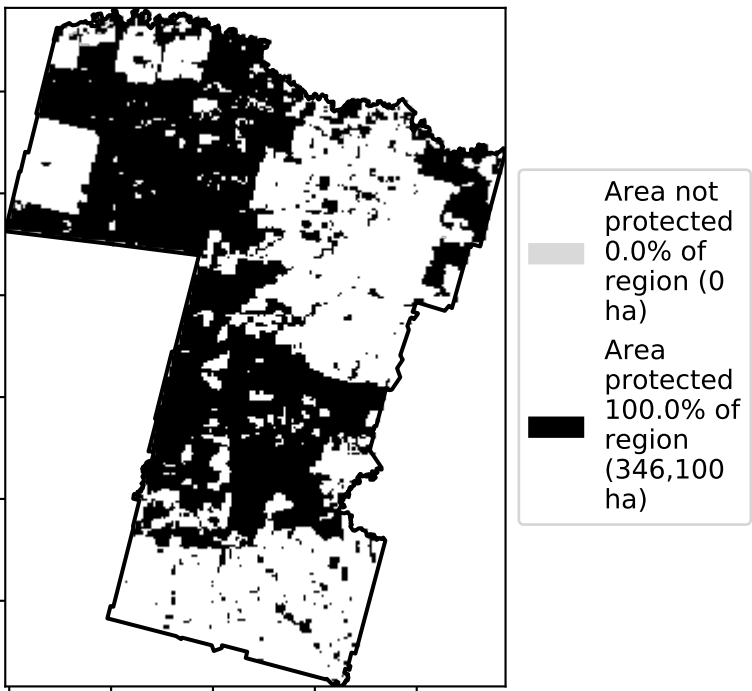 Area not
protected
0.0% of
region (0
ha)
Area
protected
100.0% of
region
(346,100
ha)